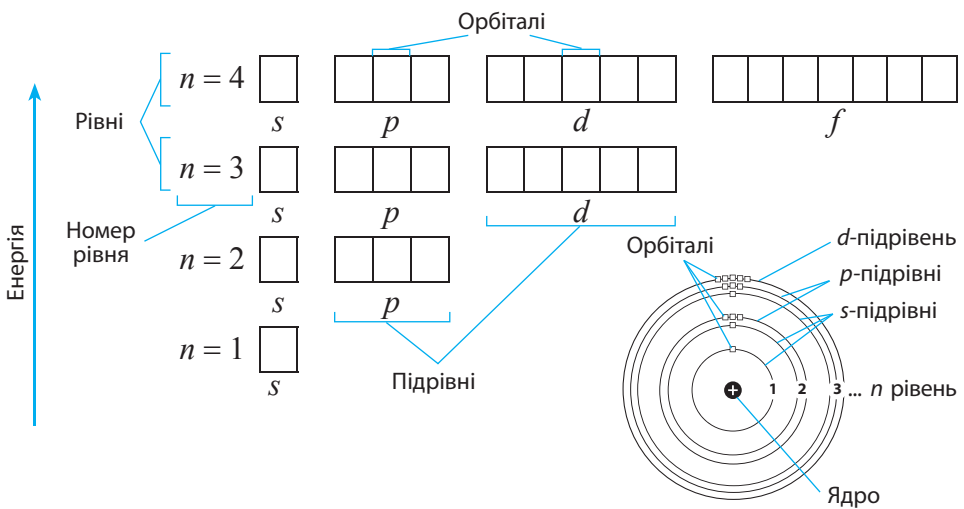 Орбіталі
n = 4
s
p
d
f
Рівні
n = 3
s
p
d
Номер
рівня
Енергія
n = 2
s
p
n = 1
s
Підрівні
Орбіталі
d-підрівень
p-підрівні
s-підрівні
1 2 3 ... n рівень
+
Ядро